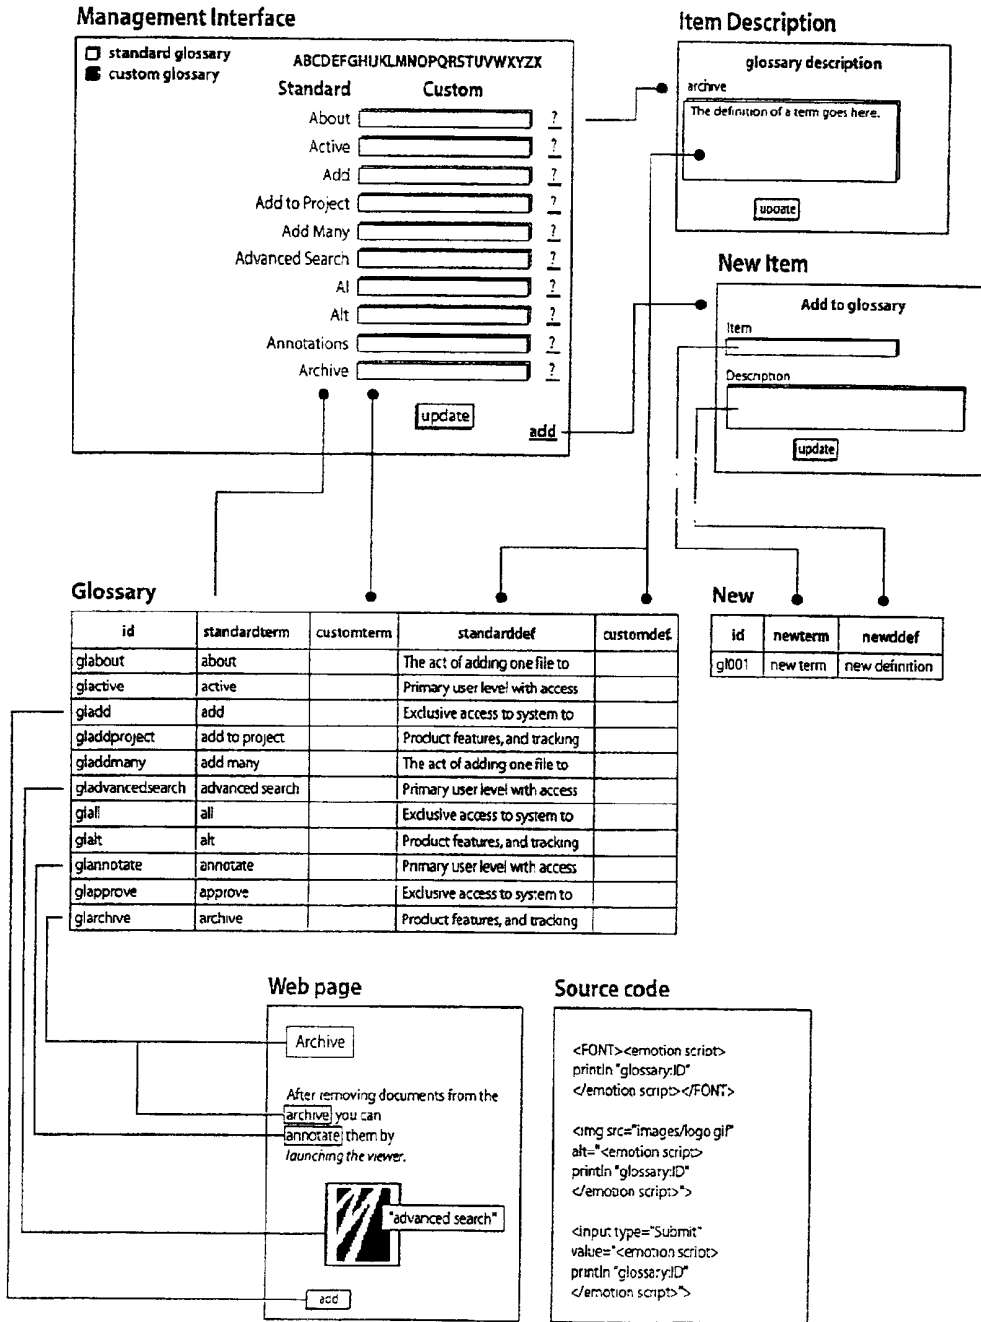 Management Interface
standard glossary
custom glossary
ABCDEFGHIJKLMNOPQRSTUVWXYZX
Standard Custom
About ?
Active ?
Add ?
Add to Project ?
Add Many ?
Advanced Search ?
Al ?
Alt ?
Annotations ?
Archive ?
update
add
Item Description
glossary description
archive
The definition of a term goes here.
update
New Item
Add to glossary
Item
Description
update
Glossary
id standardterm customterm standarddef customdef
glabout about The act of adding one file to
glactive active Primary user level with access
gladd add Exclusive access to system to
gladdproject add to project Product features, and tracking
gladdmany add many The act of adding one file to
gladvancedsearch advanced search Primary user level with access
glall all Exclusive access to system to
glalt alt Product features, and tracking
glannotate annotate Primary user level with access
glapprove approve Exclusive access to system to
glarchive archive Product features, and tracking
New
id newterm newddef
gl001 new term new definition
Web page
Archive
After removing documents from the
archive you can
annotate them by
launching the viewer.
"advanced search"
add
Source code
<FONT><emotion script>
println "glossary:ID"
</emotion script></FONT>
<img src="images/logo gif"
alt="<emotion script>
println "glossary:ID"
</emotion script>">
<input type="Submit"
value="<emotion script>
println "glossary:ID"
</emotion script>">